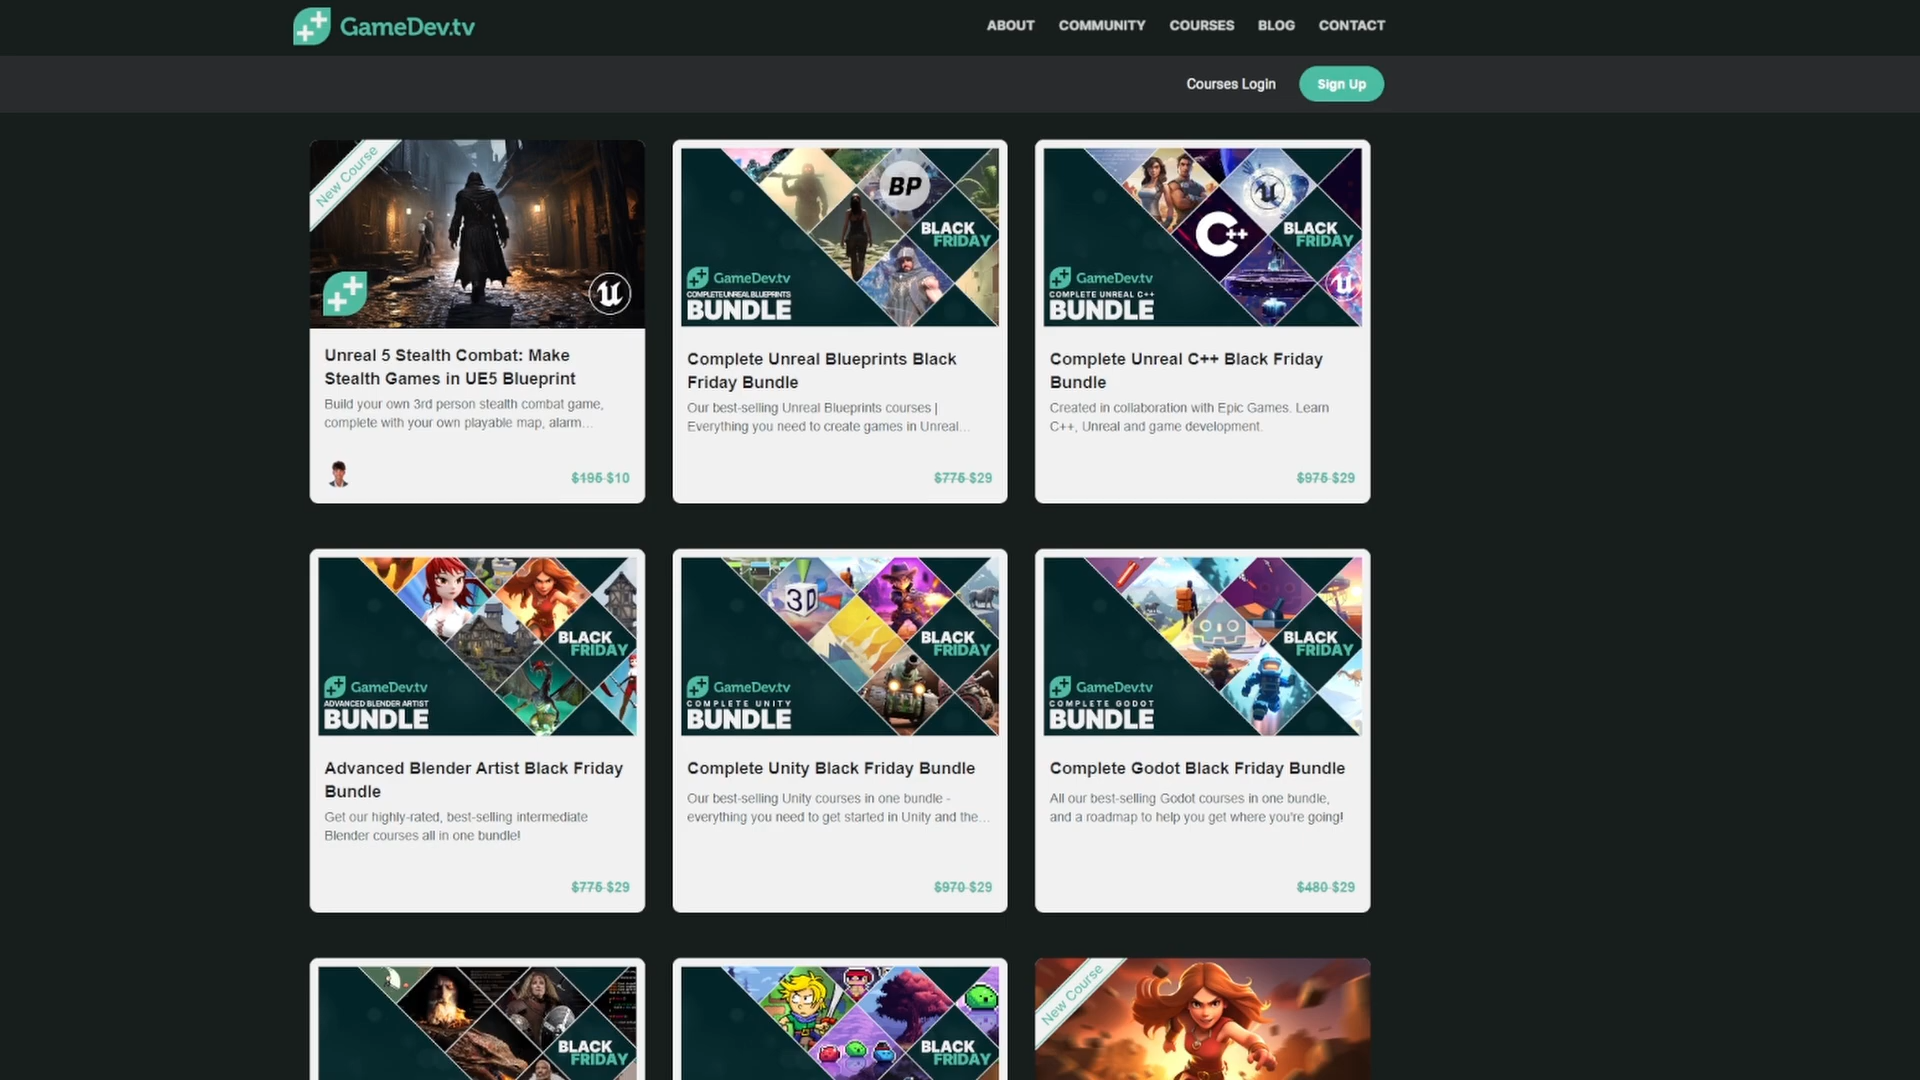 GameDev.tv
ABOUT COMMUNITY COURSES BLOG CONTACT
Courses Login Sign Up
New Course
Unreal 5 Stealth Combat: Make
Stealth Games in UE5 Blueprint
Build your own 3rd person stealth combat game,
complete with your own playable map, alarm...
$195 $10
BP
BLACK
FRIDAY
GameDev.tv
COMPLETE UNREAL BLUEPRINTS
BUNDLE
Complete Unreal Blueprints Black
Friday Bundle
Our best-selling Unreal Blueprints courses |
Everything you need to create games in Unreal...
$775 $29
C++
BLACK
FRIDAY
GameDev.tv
COMPLETE UNREAL C++
BUNDLE
Complete Unreal C++ Black Friday
Bundle
Created in collaboration with Epic Games. Learn
C++, Unreal and game development.
$975 $29
BLACK
FRIDAY
GameDev.tv
ADVANCED BLENDER ARTIST
BUNDLE
Advanced Blender Artist Black Friday
Bundle
Get our highly-rated, best-selling intermediate
Blender courses all in one bundle!
$775 $29
3D
BLACK
FRIDAY
GameDev.tv
COMPLETE UNITY
BUNDLE
Complete Unity Black Friday Bundle
Our best-selling Unity courses in one bundle -
everything you need to get started in Unity and the...
$970 $29
BLACK
FRIDAY
GameDev.tv
COMPLETE GODOT
BUNDLE
Complete Godot Black Friday Bundle
All our best-selling Godot courses in one bundle,
and a roadmap to help you get where you're going!
$480 $29
BLACK
FRIDAY
BLACK
FRIDAY
New Course